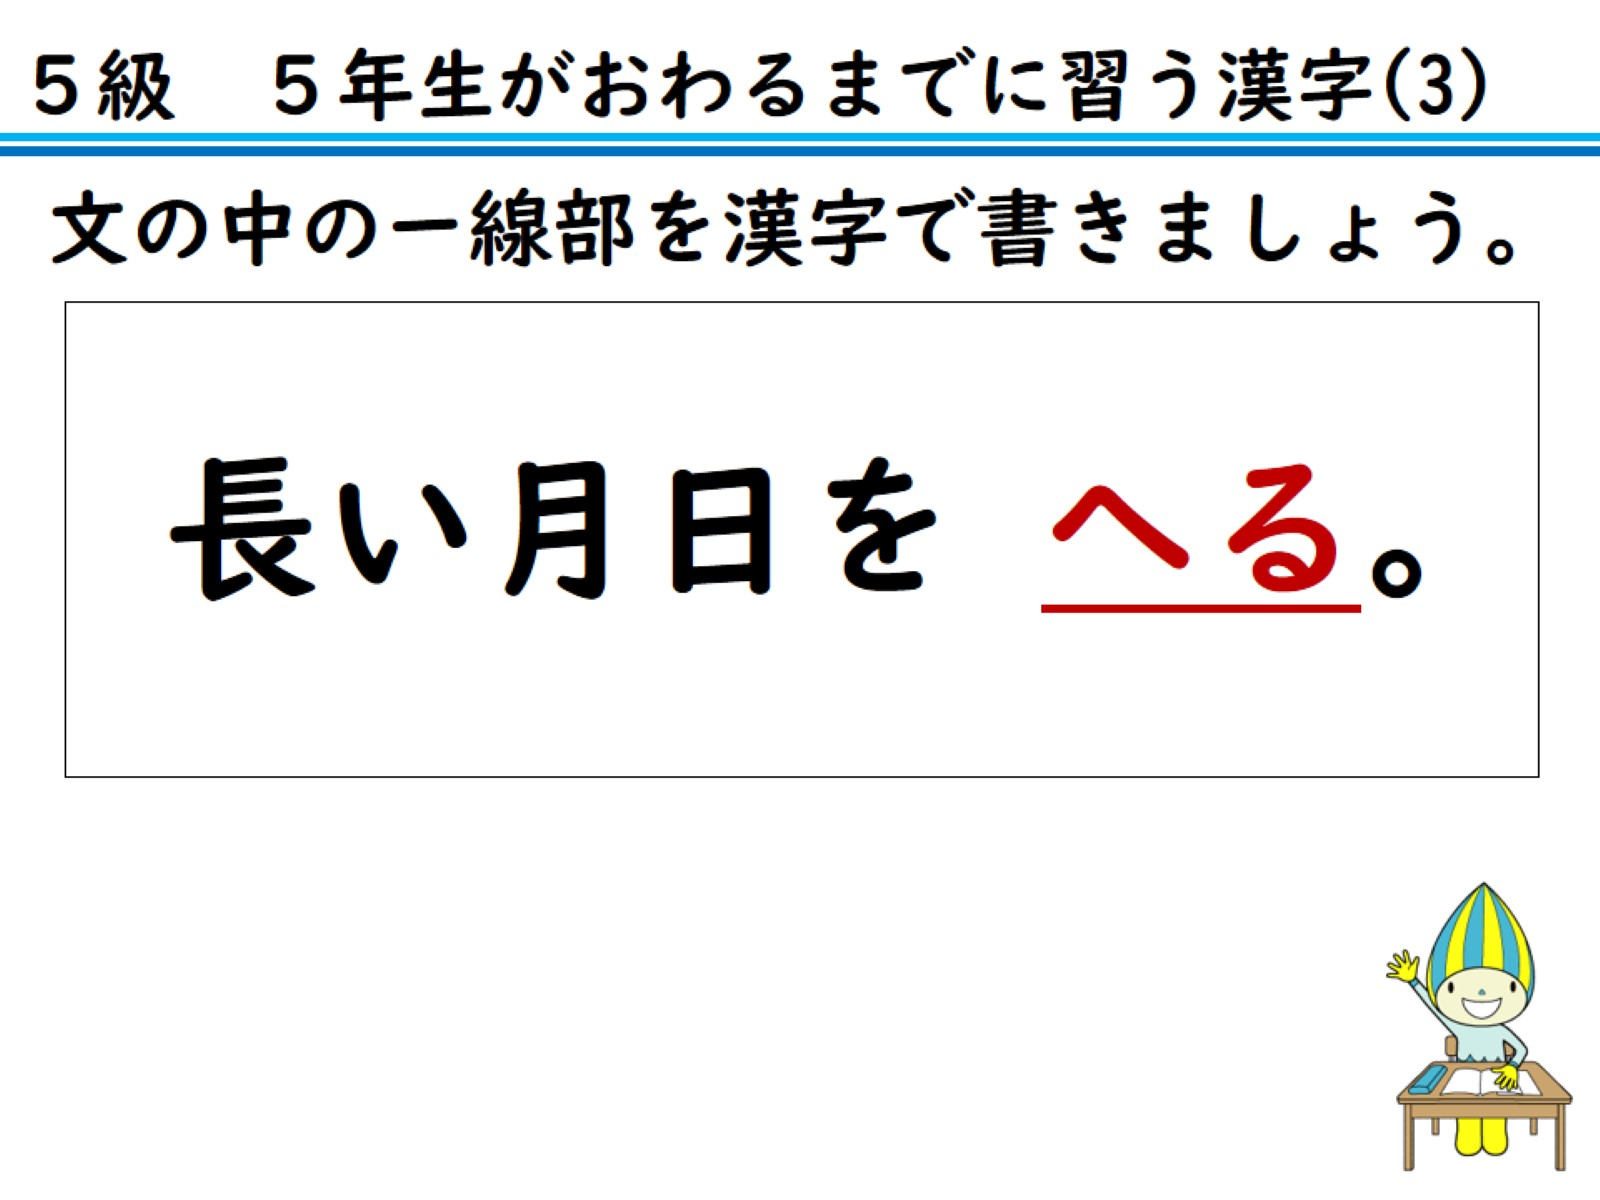 ５級　５年生がおわるまでに習う漢字(3)
文の中の一線部を漢字で書きましょう。
長い月日を　へる。